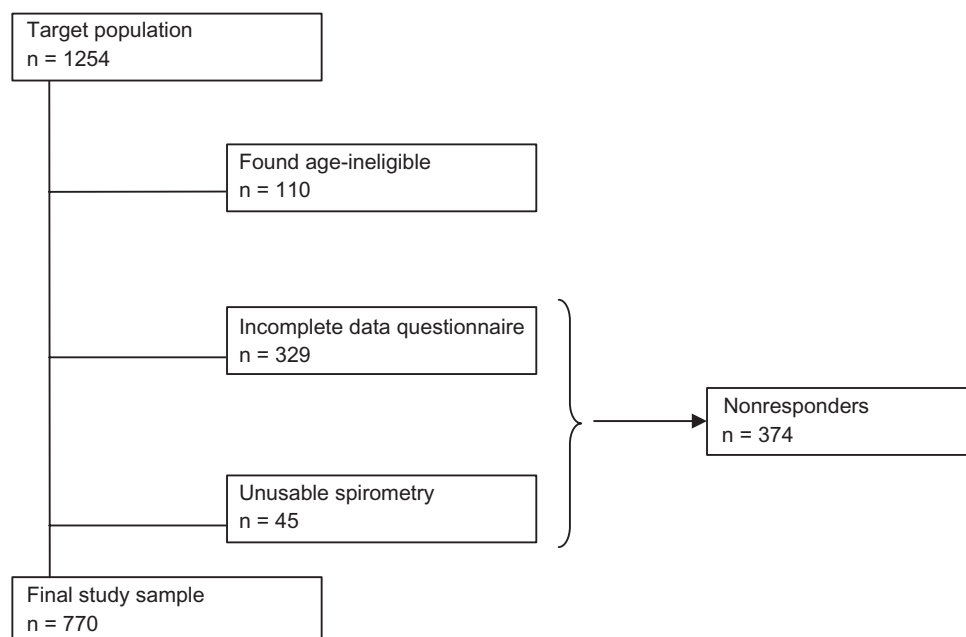 Target population
n = 1254
Found age-ineligible
n = 110
Incomplete data questionnaire
n = 329
Nonresponders
n = 374
Unusable spirometry
n = 45
Final study sample
n = 770